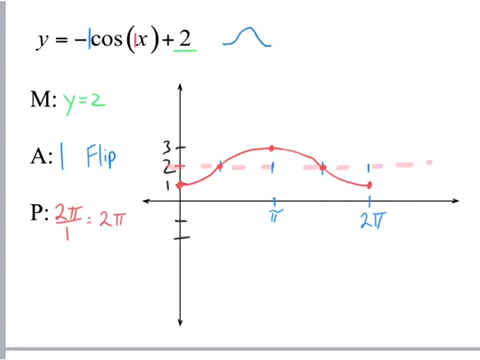 y = -1cos(1x) + 2
M: y=2
A: 1 Flip
P: 2π/1 = 2π
3
2
1
π
2π